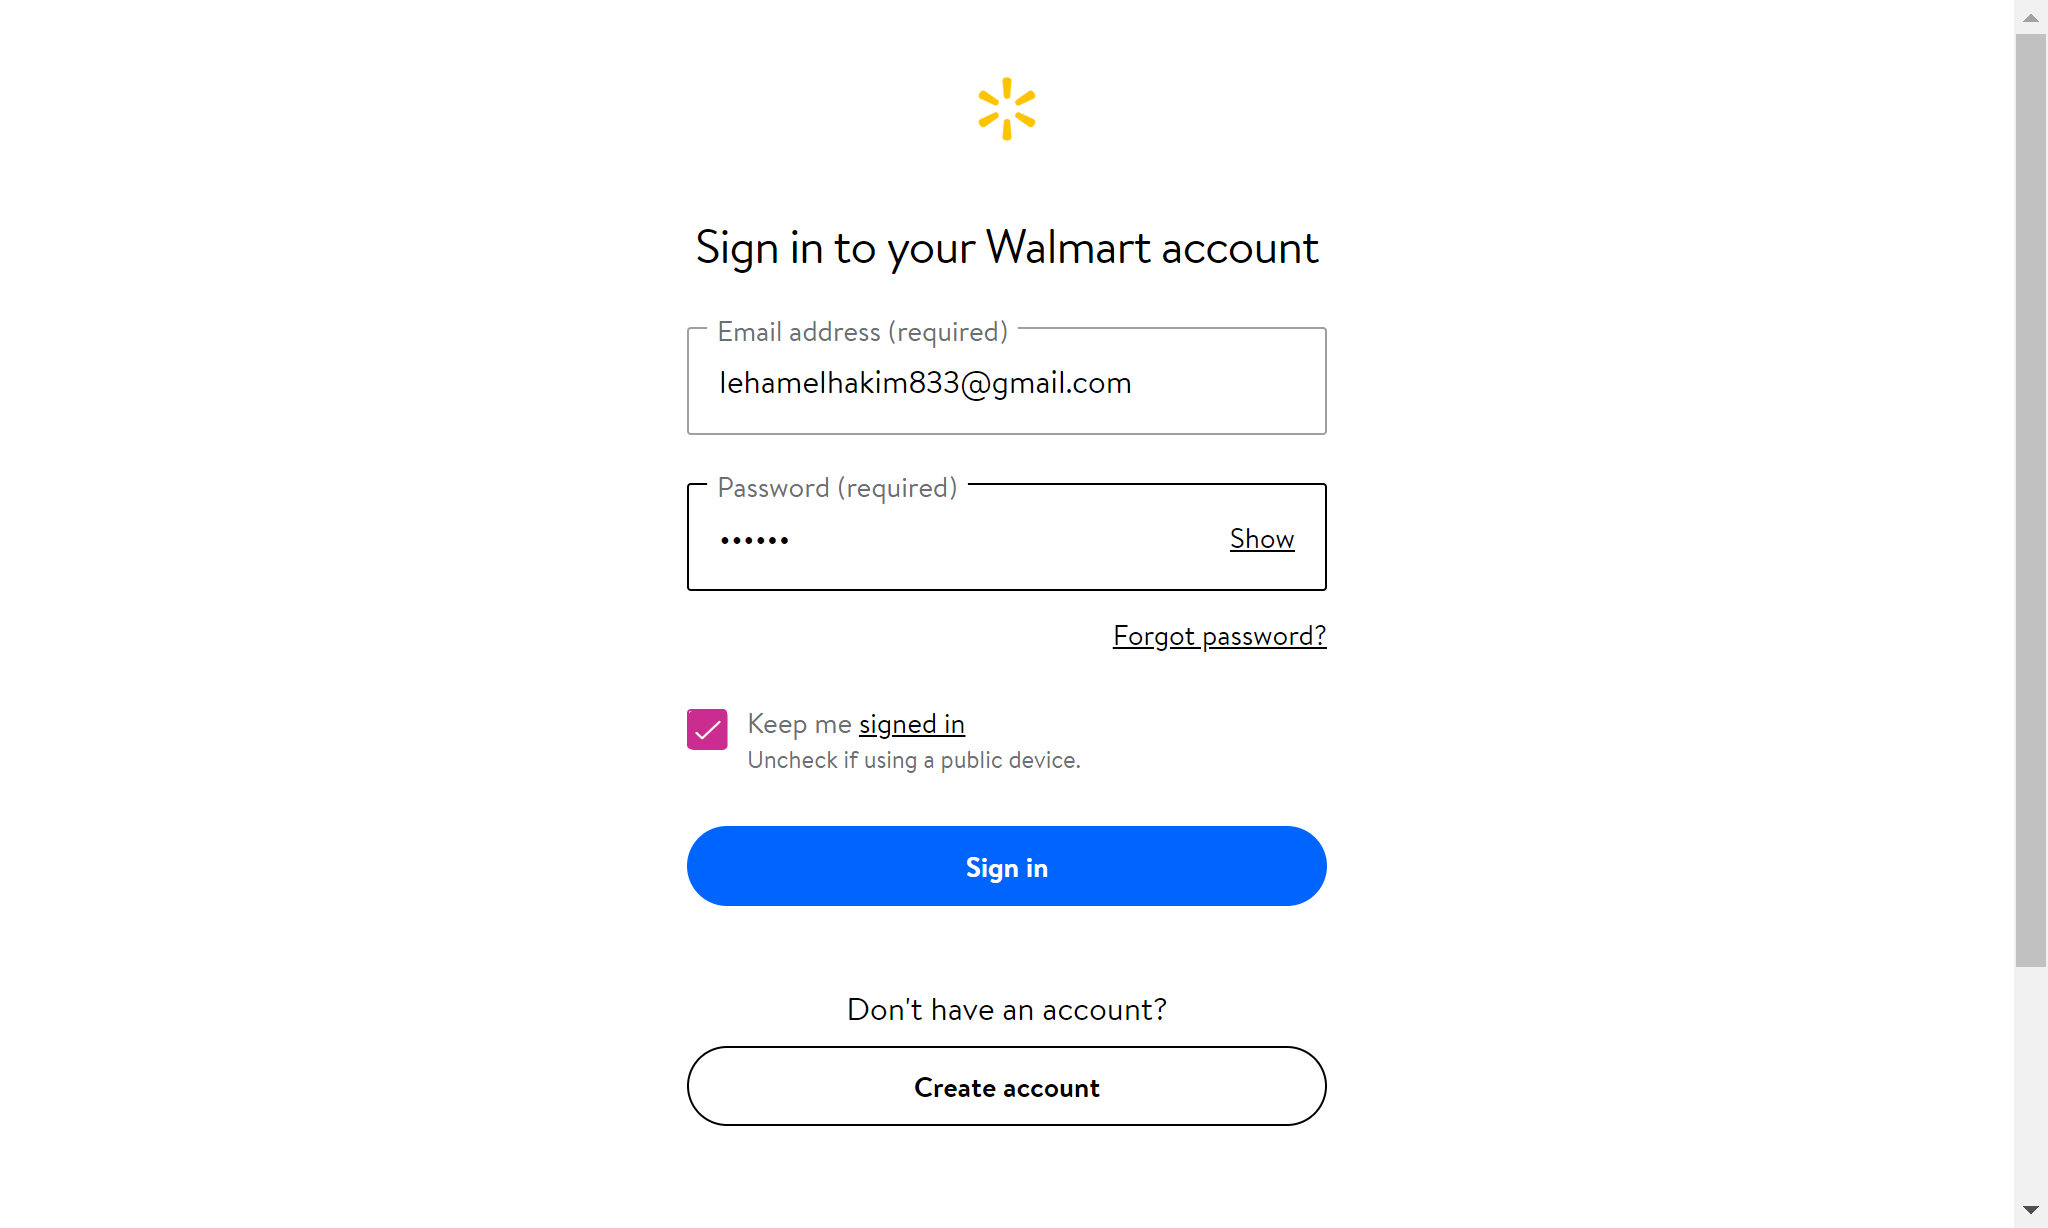 Sign in to your Walmart account
Email address (required)
lehamelhakim833@gmail.com
Password (required)
••••••
Show
Forgot password?
Keep me signed in
Uncheck if using a public device.
Sign in
Don't have an account?
Create account